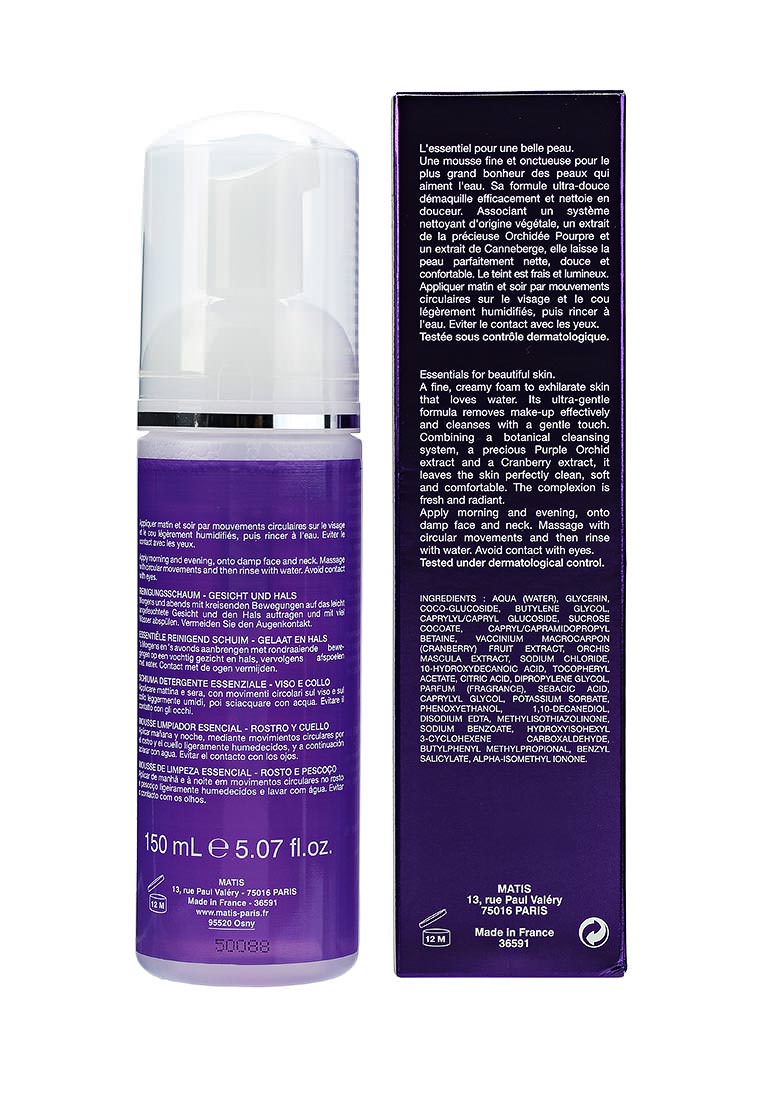 Appliquer matin et soir par mouvements circulaires sur le visage
et cou légèrement humidifiés, puis rincer à l'eau. Eviter le
contact avec les yeux.
Apply morning and evening, onto damp face and neck. Massage
with circular movements and then rinse with water. Avoid contact
with eyes.
REINIGUNGSSCHAUM - GESICHT UND HALS
Morgens und abends mit kreisenden Bewegungen auf das leicht
angefeuchtete Gesicht und den Hals auftragen und mit viel
Wasser abspülen. Vermeiden Sie den Augenkontakt.
ESSENTIËLE REINIGEND SCHUIM - GELAAT EN HALS
's Morgens en 's avonds aanbrengen met rondraaiende bewe-
gingen op een vochtig gezicht en hals, vervolgens afspoelen
met water. Contact met de ogen vermijden.
SCHIUMA DETERGENTE ESSENZIALE - VISO E COLLO
Applicare mattina e sera, con movimenti circolari sul viso e sul
collo leggermente umidi, poi sciacquare con acqua. Evitare il
contatto con gli occhi.
MOUSSE LIMPIADOR ESENCIAL - ROSTRO Y CUELLO
Aplicar mañana y noche, mediante movimientos circulares por
el rostro y el cuello ligeramente humedecidos, y a continuación
aclarar con agua. Evitar el contacto con los ojos.
MOUSSE DE LIMPEZA ESSENCIAL - ROSTO E PESCOÇO
Aplicar de manhã e à noite em movimentos circulares no rosto
e pescoço ligeiramente humedecidos e lavar com água. Evitar
o contacto com os olhos.
150 mL ℮ 5.07 fl.oz.
12 M
MATIS
13, rue Paul Valéry - 75016 PARIS
Made in France - 36591
www.matis-paris.fr
95520 Osny
50088
L'essentiel pour une belle peau.
Une mousse fine et onctueuse pour le
plus grand bonheur des peaux qui
aiment l'eau. Sa formule ultra-douce
démaquille efficacement et nettoie en
douceur. Associant un système
nettoyant d'origine végétale, un extrait
de la précieuse Orchidée Pourpre et
un extrait de Canneberge, elle laisse la
peau parfaitement nette, douce et
confortable. Le teint est frais et lumineux.
Appliquer matin et soir par mouvements
circulaires sur le visage et le cou
légèrement humidifiés, puis rincer à
l'eau. Eviter le contact avec les yeux.
Testée sous contrôle dermatologique.
Essentials for beautiful skin.
A fine, creamy foam to exhilarate skin
that loves water. Its ultra-gentle
formula removes make-up effectively
and cleanses with a gentle touch.
Combining a botanical cleansing
system, a precious Purple Orchid
extract and a Cranberry extract, it
leaves the skin perfectly clean, soft
and comfortable. The complexion is
fresh and radiant.
Apply morning and evening, onto
damp face and neck. Massage with
circular movements and then rinse
with water. Avoid contact with eyes.
Tested under dermatological control.
INGREDIENTS : AQUA (WATER), GLYCERIN,
COCO-GLUCOSIDE, BUTYLENE GLYCOL,
CAPRYLYL/CAPRYL GLUCOSIDE, SUCROSE
COCOATE, CAPRYL/CAPRAMIDOPROPYL
BETAINE, VACCINIUM MACROCARPON
(CRANBERRY) FRUIT EXTRACT, ORCHIS
MASCULA EXTRACT, SODIUM CHLORIDE,
10-HYDROXYDECANOIC ACID, TOCOPHERYL
ACETATE, CITRIC ACID, DIPROPYLENE GLYCOL,
PARFUM (FRAGRANCE), SEBACIC ACID,
CAPRYLYL GLYCOL, POTASSIUM SORBATE,
PHENOXYETHANOL, 1,10-DECANEDIOL,
DISODIUM EDTA, METHYLISOTHIAZOLINONE,
SODIUM BENZOATE, HYDROXYISOHEXYL
3-CYCLOHEXENE CARBOXALDEHYDE,
BUTYLPHENYL METHYLPROPIONAL, BENZYL
SALICYLATE, ALPHA-ISOMETHYL IONONE.
MATIS
13, rue Paul Valéry
75016 PARIS
12 M
Made in France
36591